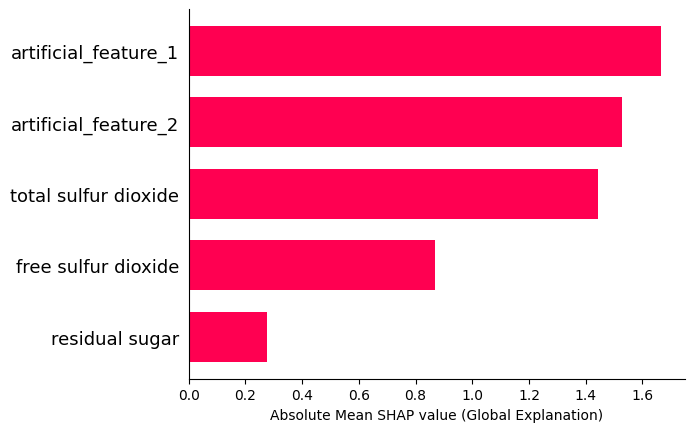 artificial_feature_1
artificial_feature_2
total sulfur dioxide
free sulfur dioxide
residual sugar
0.0 0.2 0.4 0.6 0.8 1.0 1.2 1.4 1.6
Absolute Mean SHAP value (Global Explanation)